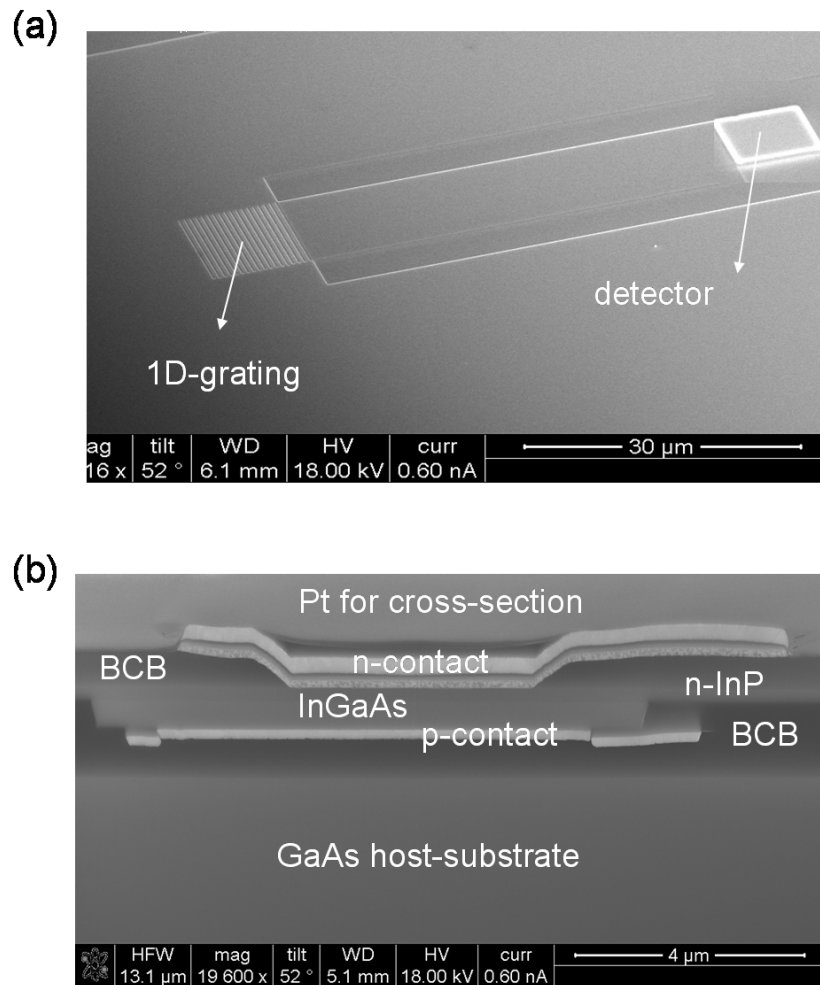 (a)
detector
1D-grating
ag tilt WD HV curr 30 µm
16 x 52 ° 6.1 mm 18.00 kV 0.60 nA
(b)
Pt for cross-section
n-contact
BCB
n-InP
InGaAs
p-contact
BCB
GaAs host-substrate
HFW mag tilt WD HV curr 4 µm
13.1 µm 19 600 x 52 ° 5.1 mm 18.00 kV 0.60 nA